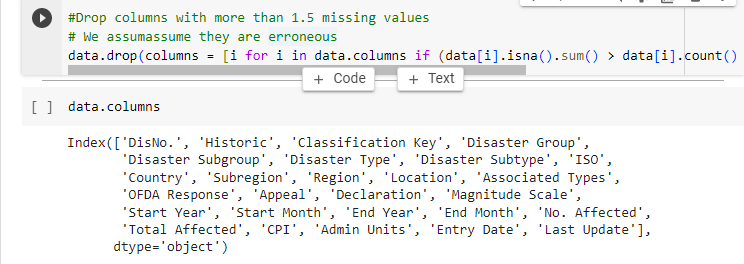 #Drop columns with more than 1.5 missing values
# We assumassume they are erroneous
data.drop(columns = [i for i in data.columns if (data[i].isna().sum() > data[i].count()
+ Code + Text
[ ] data.columns
Index(['DisNo.', 'Historic', 'Classification Key', 'Disaster Group',
'Disaster Subgroup', 'Disaster Type', 'Disaster Subtype', 'ISO',
'Country', 'Subregion', 'Region', 'Location', 'Associated Types',
'OFDA Response', 'Appeal', 'Declaration', 'Magnitude Scale',
'Start Year', 'Start Month', 'End Year', 'End Month', 'No. Affected',
'Total Affected', 'CPI', 'Admin Units', 'Entry Date', 'Last Update'],
dtype='object')